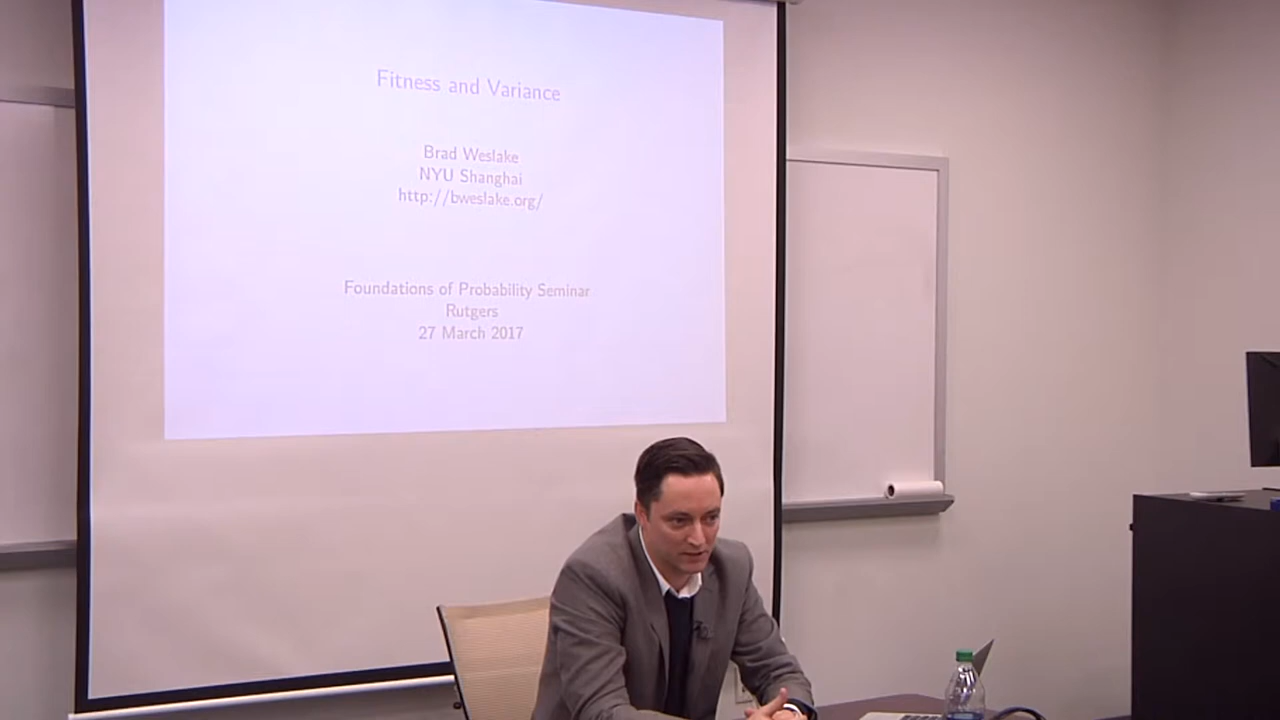 Fitness and Variance
Brad Weslake
NYU Shanghai
http://bweslake.org/
Foundations of Probability Seminar
Rutgers
27 March 2017